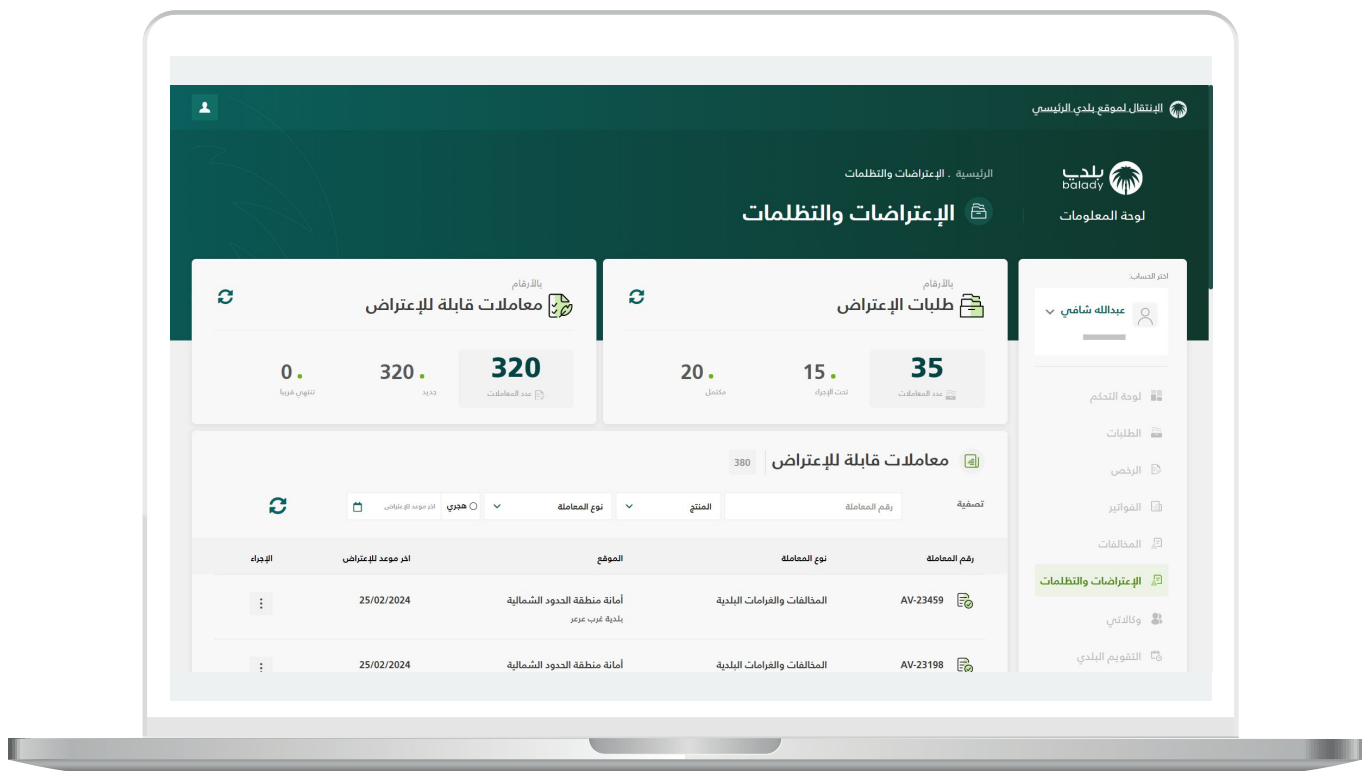 الإنتقال لموقع بلدي الرئيسي
بلدي
balady
لوحة المعلومات
الرئيسية . الإعتراضات والتظلمات
الإعتراضات والتظلمات
اختر الحساب:
عبدالله شافي
لوحة التحكم
الطلبات
الرخص
الفواتير
المخالفات
الإعتراضات والتظلمات
وكالاتي
التقويم البلدي
بالأرقام
طلبات الإعتراض
35
عدد المعاملات
15
تحت الإجراء
20
مكتمل
بالأرقام
معاملات قابلة للإعتراض
320
عدد المعاملات
320
جديد
0
تنتهي قريبا
معاملات قابلة للإعتراض 380
تصفية رقم المعاملة المنتج نوع المعاملة هجري اخر موعد للإعتراض
رقم المعاملة نوع المعاملة الموقع اخر موعد للإعتراض الإجراء
AV-23459 المخالفات والغرامات البلدية أمانة منطقة الحدود الشمالية 25/02/2024
بلدية غرب عرعر
AV-23198 المخالفات والغرامات البلدية أمانة منطقة الحدود الشمالية 25/02/2024